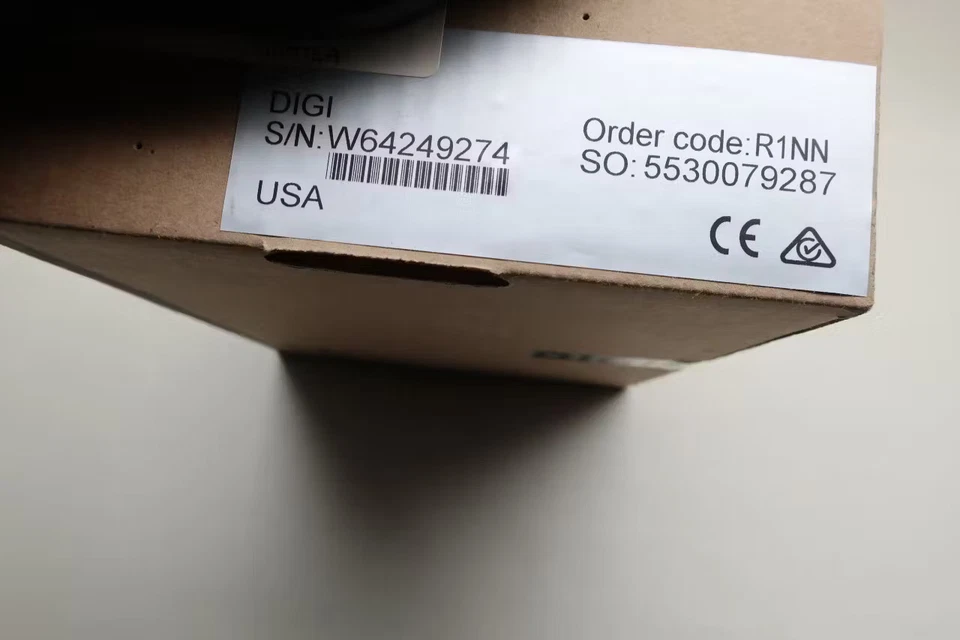 DIGI
S/N: W64249274
USA
Order code: R1NN
SO: 5530079287
CE